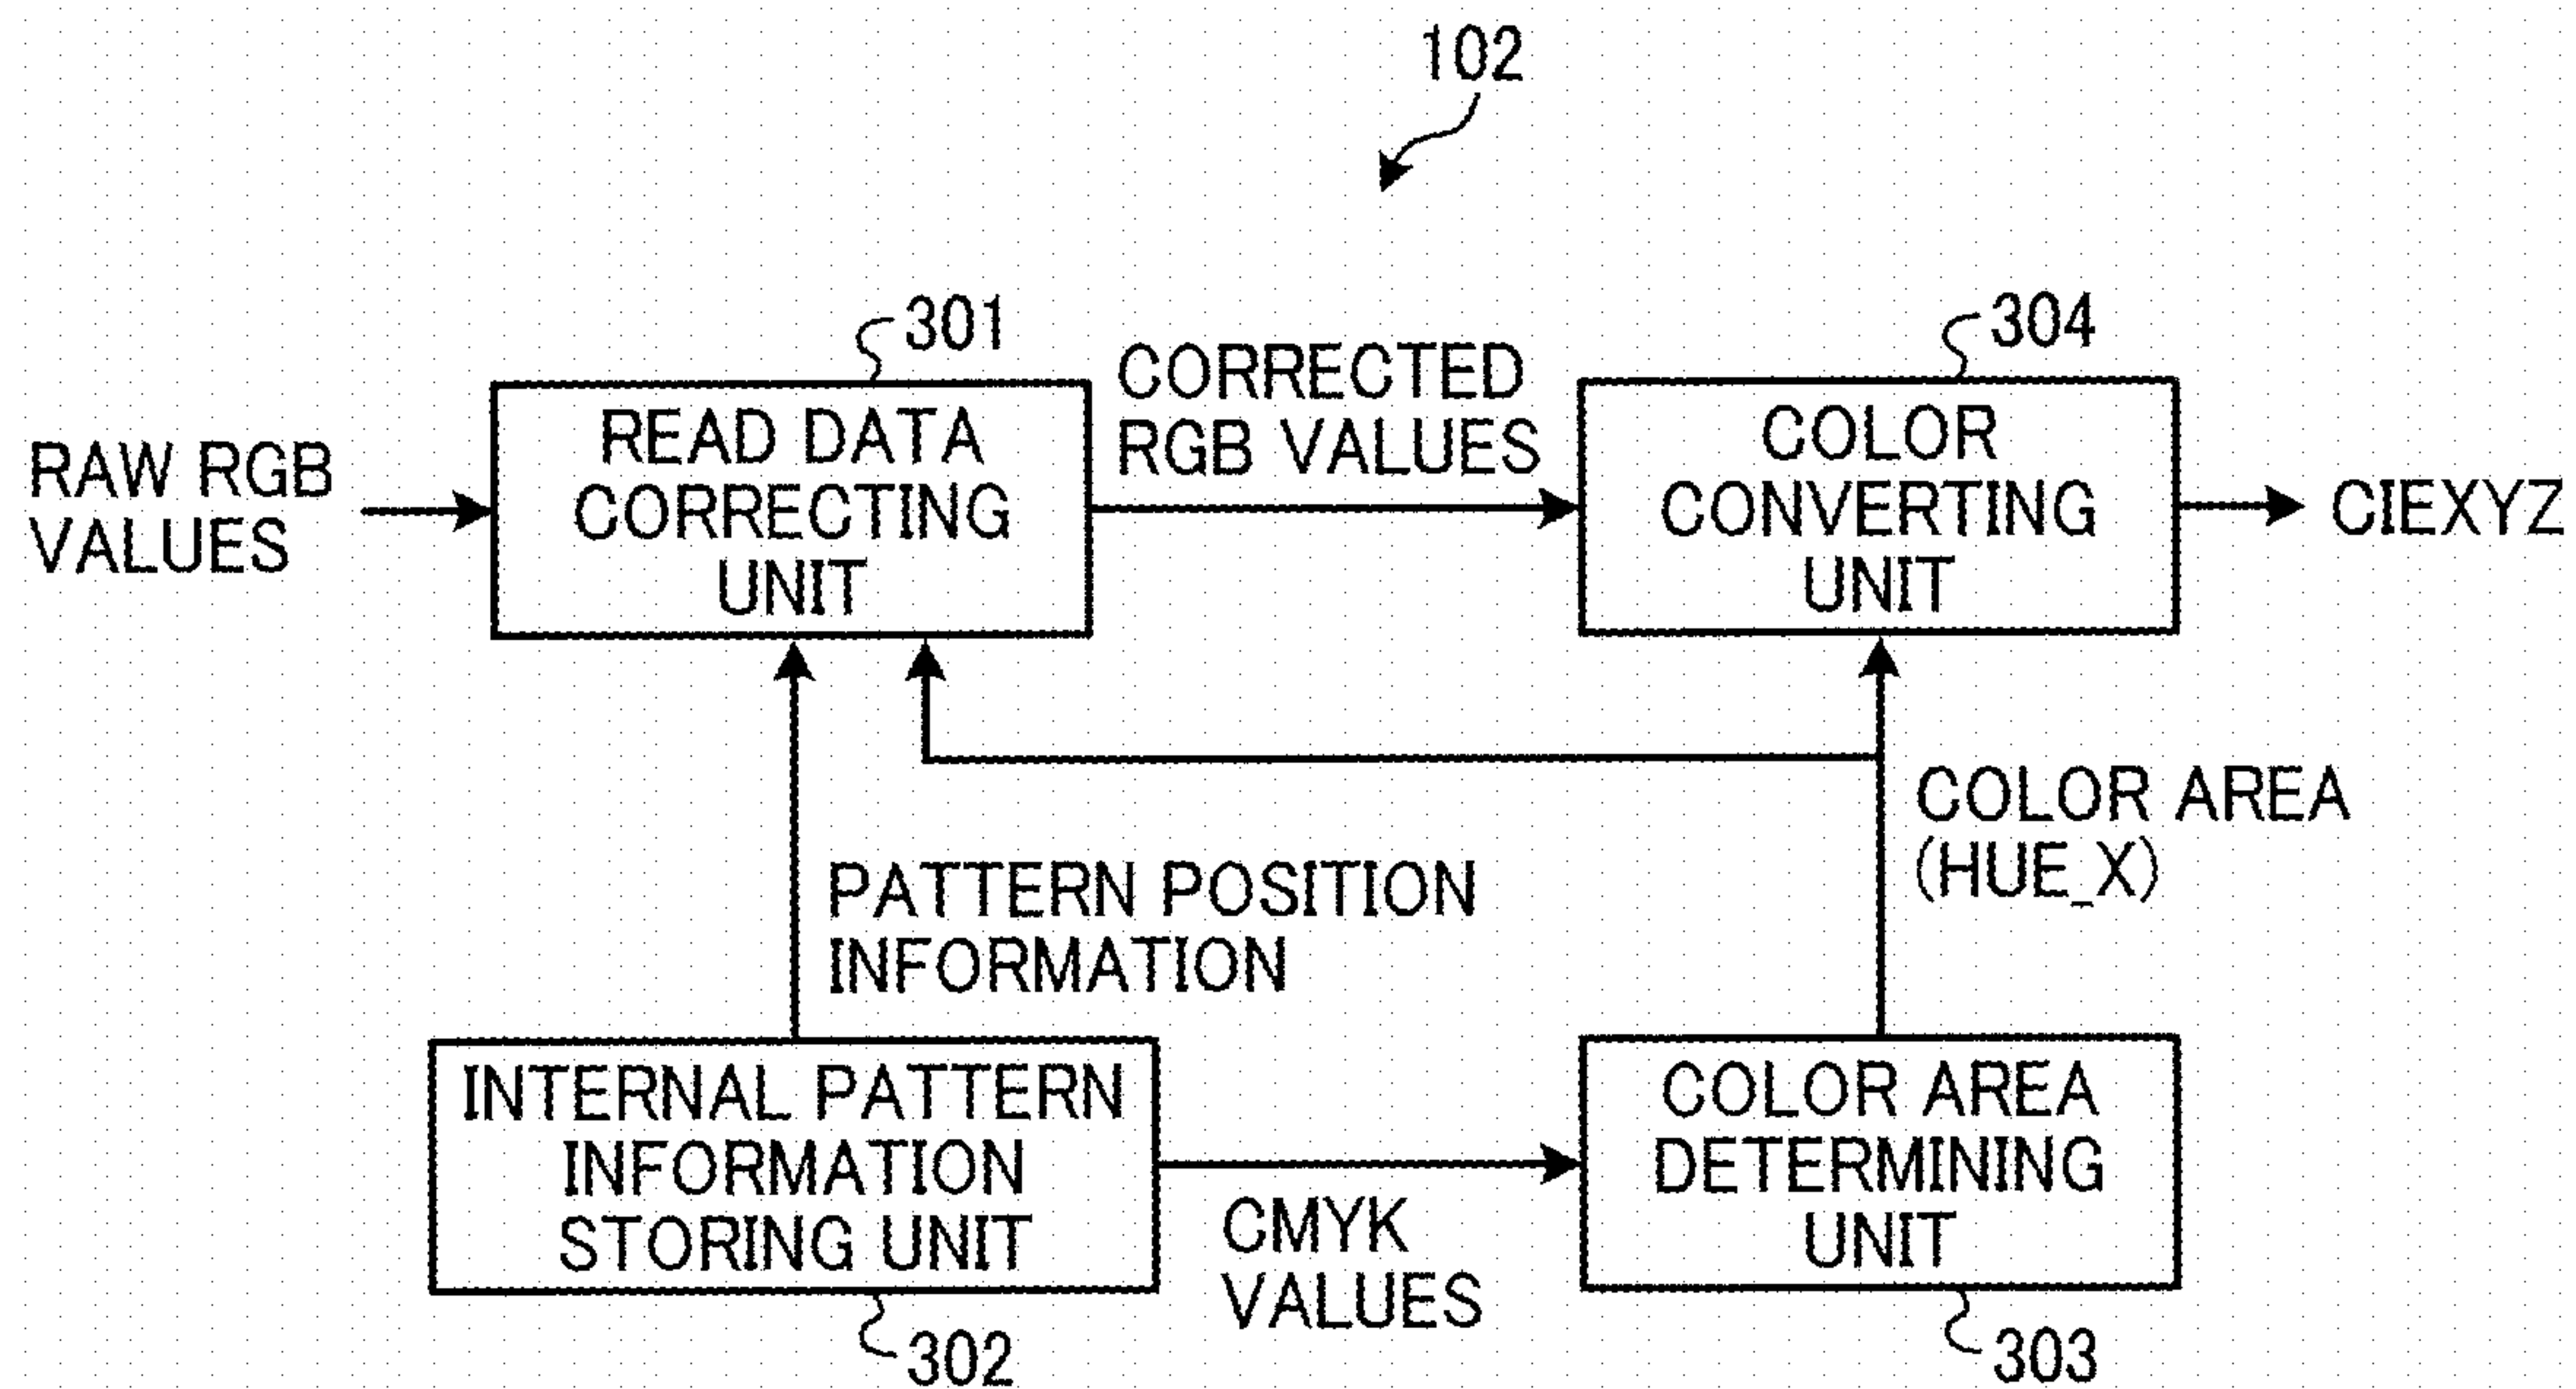 102
301
304
RAW RGB
VALUES
READ DATA
CORRECTING
UNIT
CORRECTED
RGB VALUES
COLOR
CONVERTING
UNIT
CIEXYZ
PATTERN POSITION
INFORMATION
COLOR AREA
(HUE_X)
INTERNAL PATTERN
INFORMATION
STORING UNIT
CMYK
VALUES
COLOR AREA
DETERMINING
UNIT
302
303